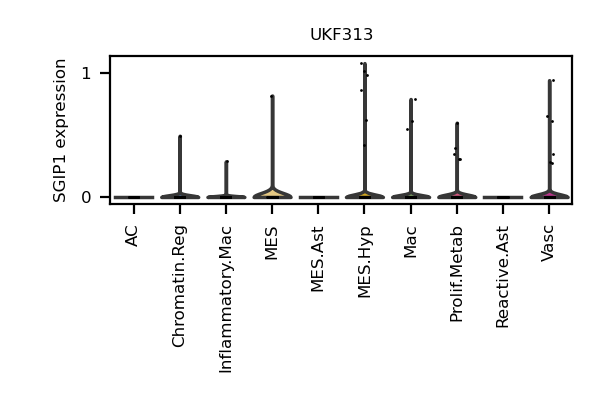 UKF313
SGIP1 expression
1
0
AC
Chromatin.Reg
Inflammatory.Mac
MES
MES.Ast
MES.Hyp
Mac
Prolif.Metab
Reactive.Ast
Vasc